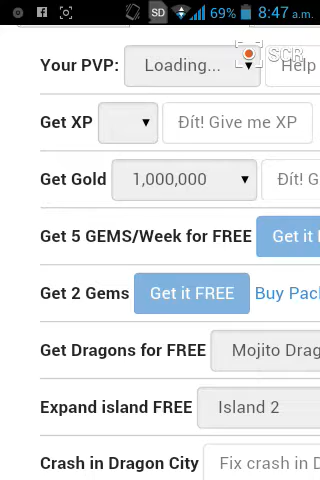 SD 69% 8:47 a.m.
SCR
Your PVP: Loading... Help
Get XP Đít! Give me XP
Get Gold 1,000,000 Đít! G
Get 5 GEMS/Week for FREE Get it
Get 2 Gems Get it FREE Buy Pac
Get Dragons for FREE Mojito Drag
Expand island FREE Island 2
Crash in Dragon City Fix crash in D